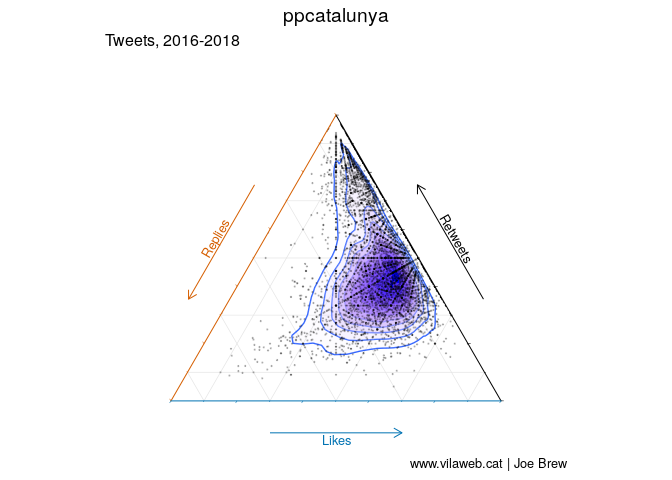 ppcatalunya
Tweets, 2016-2018
Replies
Retweets
Likes
www.vilaweb.cat | Joe Brew